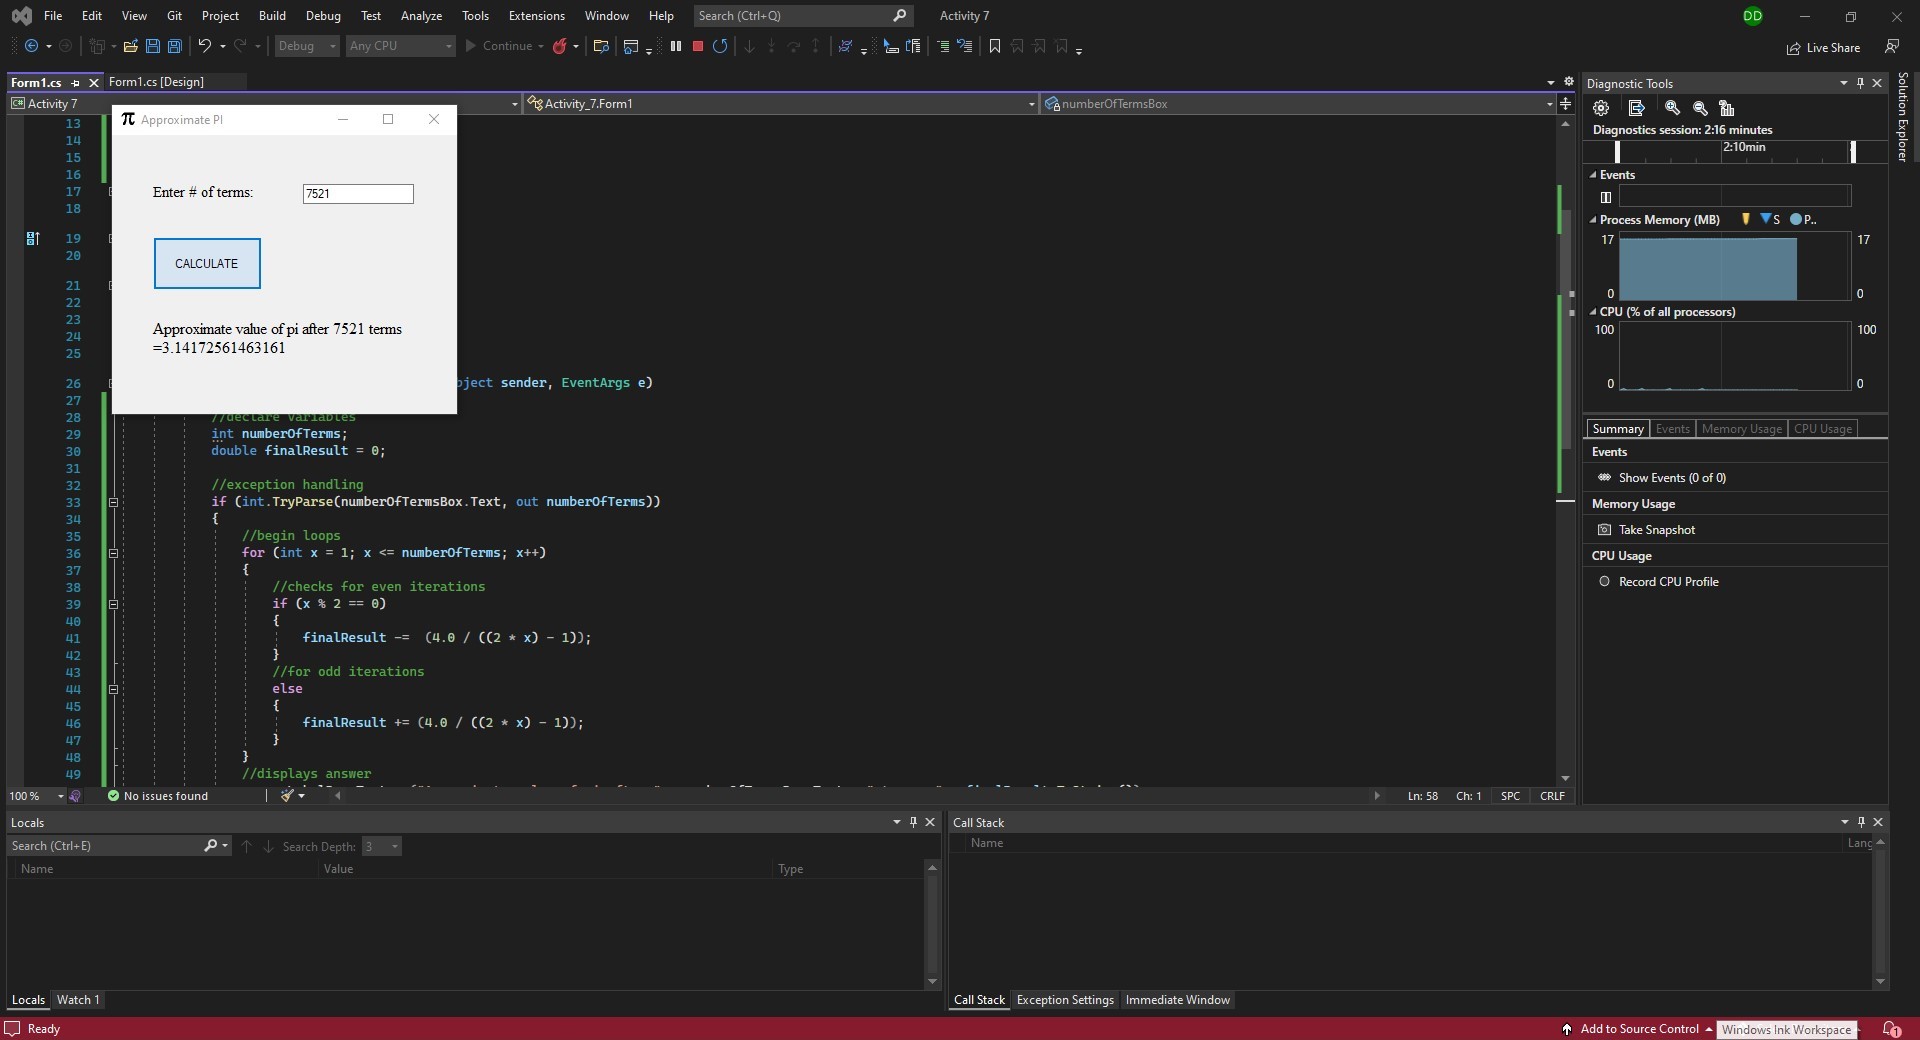 File Edit View Git Project Build Debug Test Analyze Tools Extensions Window Help Search (Ctrl+Q) Activity 7 DD
Debug Any CPU Continue Live Share
Form1.cs Form1.cs [Design]
Activity 7 Activity_7.Form1 numberOfTermsBox
Approximate PI
Enter # of terms: 7521
CALCULATE
Approximate value of pi after 7521 terms
=3.14172561463161
13
14
15
16
17
18
19
20
21
22
23
24
25
26 object sender, EventArgs e)
27
28 //declare variables
29 int numberOfTerms;
30 double finalResult = 0;
31
32 //exception handling
33 if (int.TryParse(numberOfTermsBox.Text, out numberOfTerms))
34 {
35 //begin loops
36 for (int x = 1; x <= numberOfTerms; x++)
37 {
38 //checks for even iterations
39 if (x % 2 == 0)
40 {
41 finalResult -= (4.0 / ((2 * x) - 1));
42 }
43 //for odd iterations
44 else
45 {
46 finalResult += (4.0 / ((2 * x) - 1));
47 }
48 }
49 //displays answer
100 % No issues found Ln: 58 Ch: 1 SPC CRLF
Diagnostic Tools
Diagnostics session: 2:16 minutes
2:10min
Events
Process Memory (MB) S P..
17 17
0 0
CPU (% of all processors)
100 100
0 0
Summary Events Memory Usage CPU Usage
Events
Show Events (0 of 0)
Memory Usage
Take Snapshot
CPU Usage
Record CPU Profile
Solution Explorer
Locals
Search (Ctrl+E) Search Depth: 3
Name Value Type
Locals Watch 1
Call Stack
Name Lang
Call Stack Exception Settings Immediate Window
Ready Add to Source Control Windows Ink Workspace 1